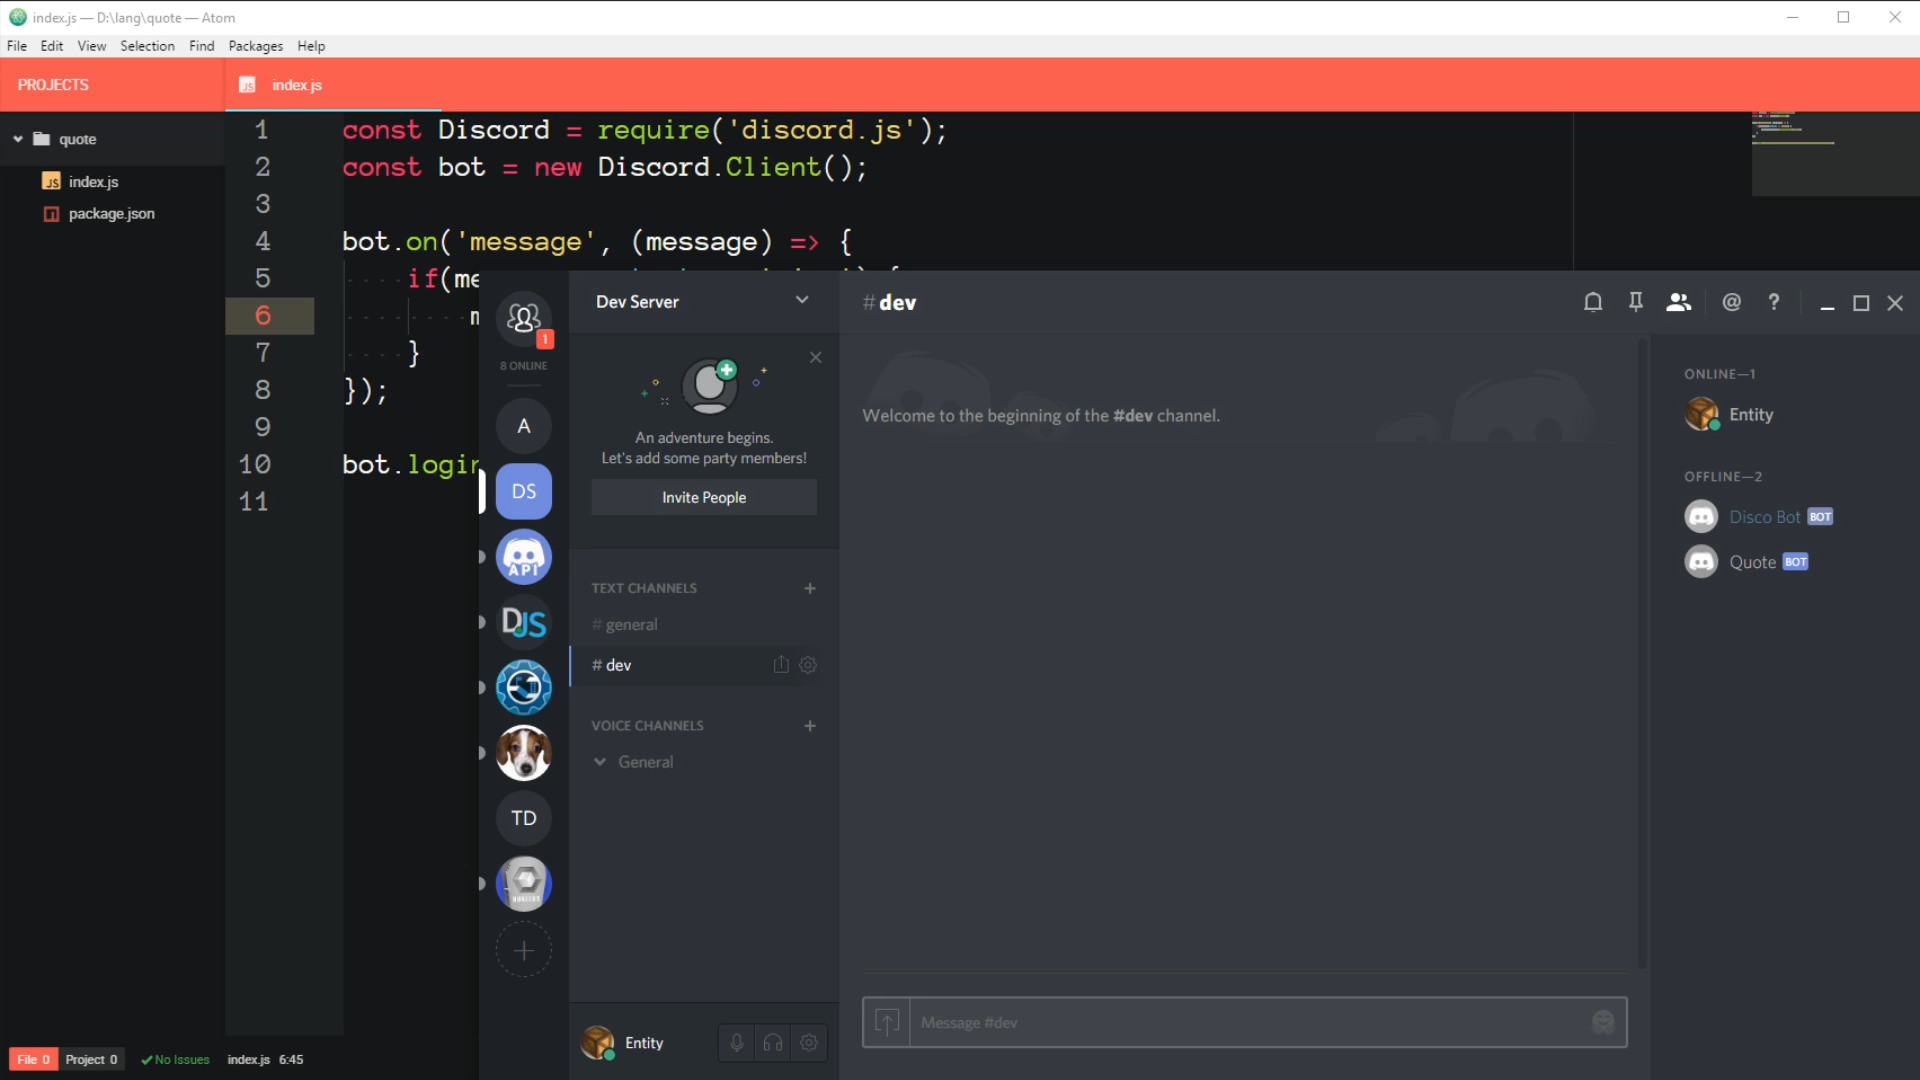 index.js — D:\lang\quote — Atom
File Edit View Selection Find Packages Help
PROJECTS
index.js
quote
index.js
package.json
1 const Discord = require('discord.js');
2 const bot = new Discord.Client();
3
4 bot.on('message', (message) => {
5 if(me
6 m
7 }
8 });
9
10 bot.login
11
File 0 Project 0 No Issues index.js 6:45
1
8 ONLINE
A
DS
API
DJS
TD
Dev Server
An adventure begins.
Let's add some party members!
Invite People
TEXT CHANNELS
# general
# dev
VOICE CHANNELS
General
Entity
# dev
Welcome to the beginning of the #dev channel.
Message #dev
ONLINE—1
Entity
OFFLINE—2
Disco Bot BOT
Quote BOT